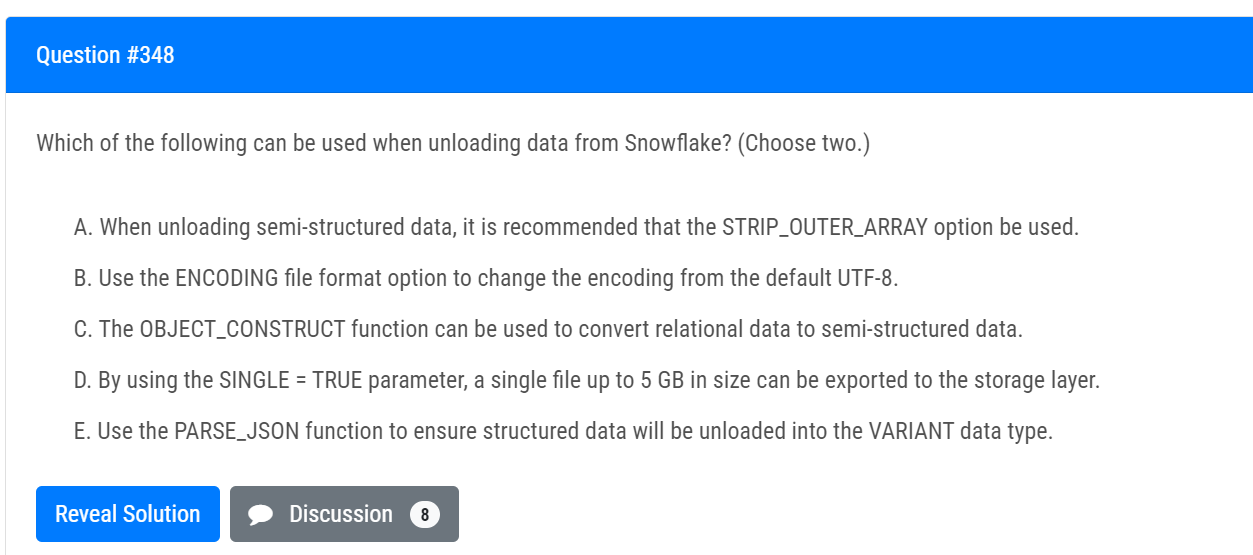 Question #348
Which of the following can be used when unloading data from Snowflake? (Choose two.)
A. When unloading semi-structured data, it is recommended that the STRIP_OUTER_ARRAY option be used.
B. Use the ENCODING file format option to change the encoding from the default UTF-8.
C. The OBJECT_CONSTRUCT function can be used to convert relational data to semi-structured data.
D. By using the SINGLE = TRUE parameter, a single file up to 5 GB in size can be exported to the storage layer.
E. Use the PARSE_JSON function to ensure structured data will be unloaded into the VARIANT data type.
Reveal Solution Discussion 8